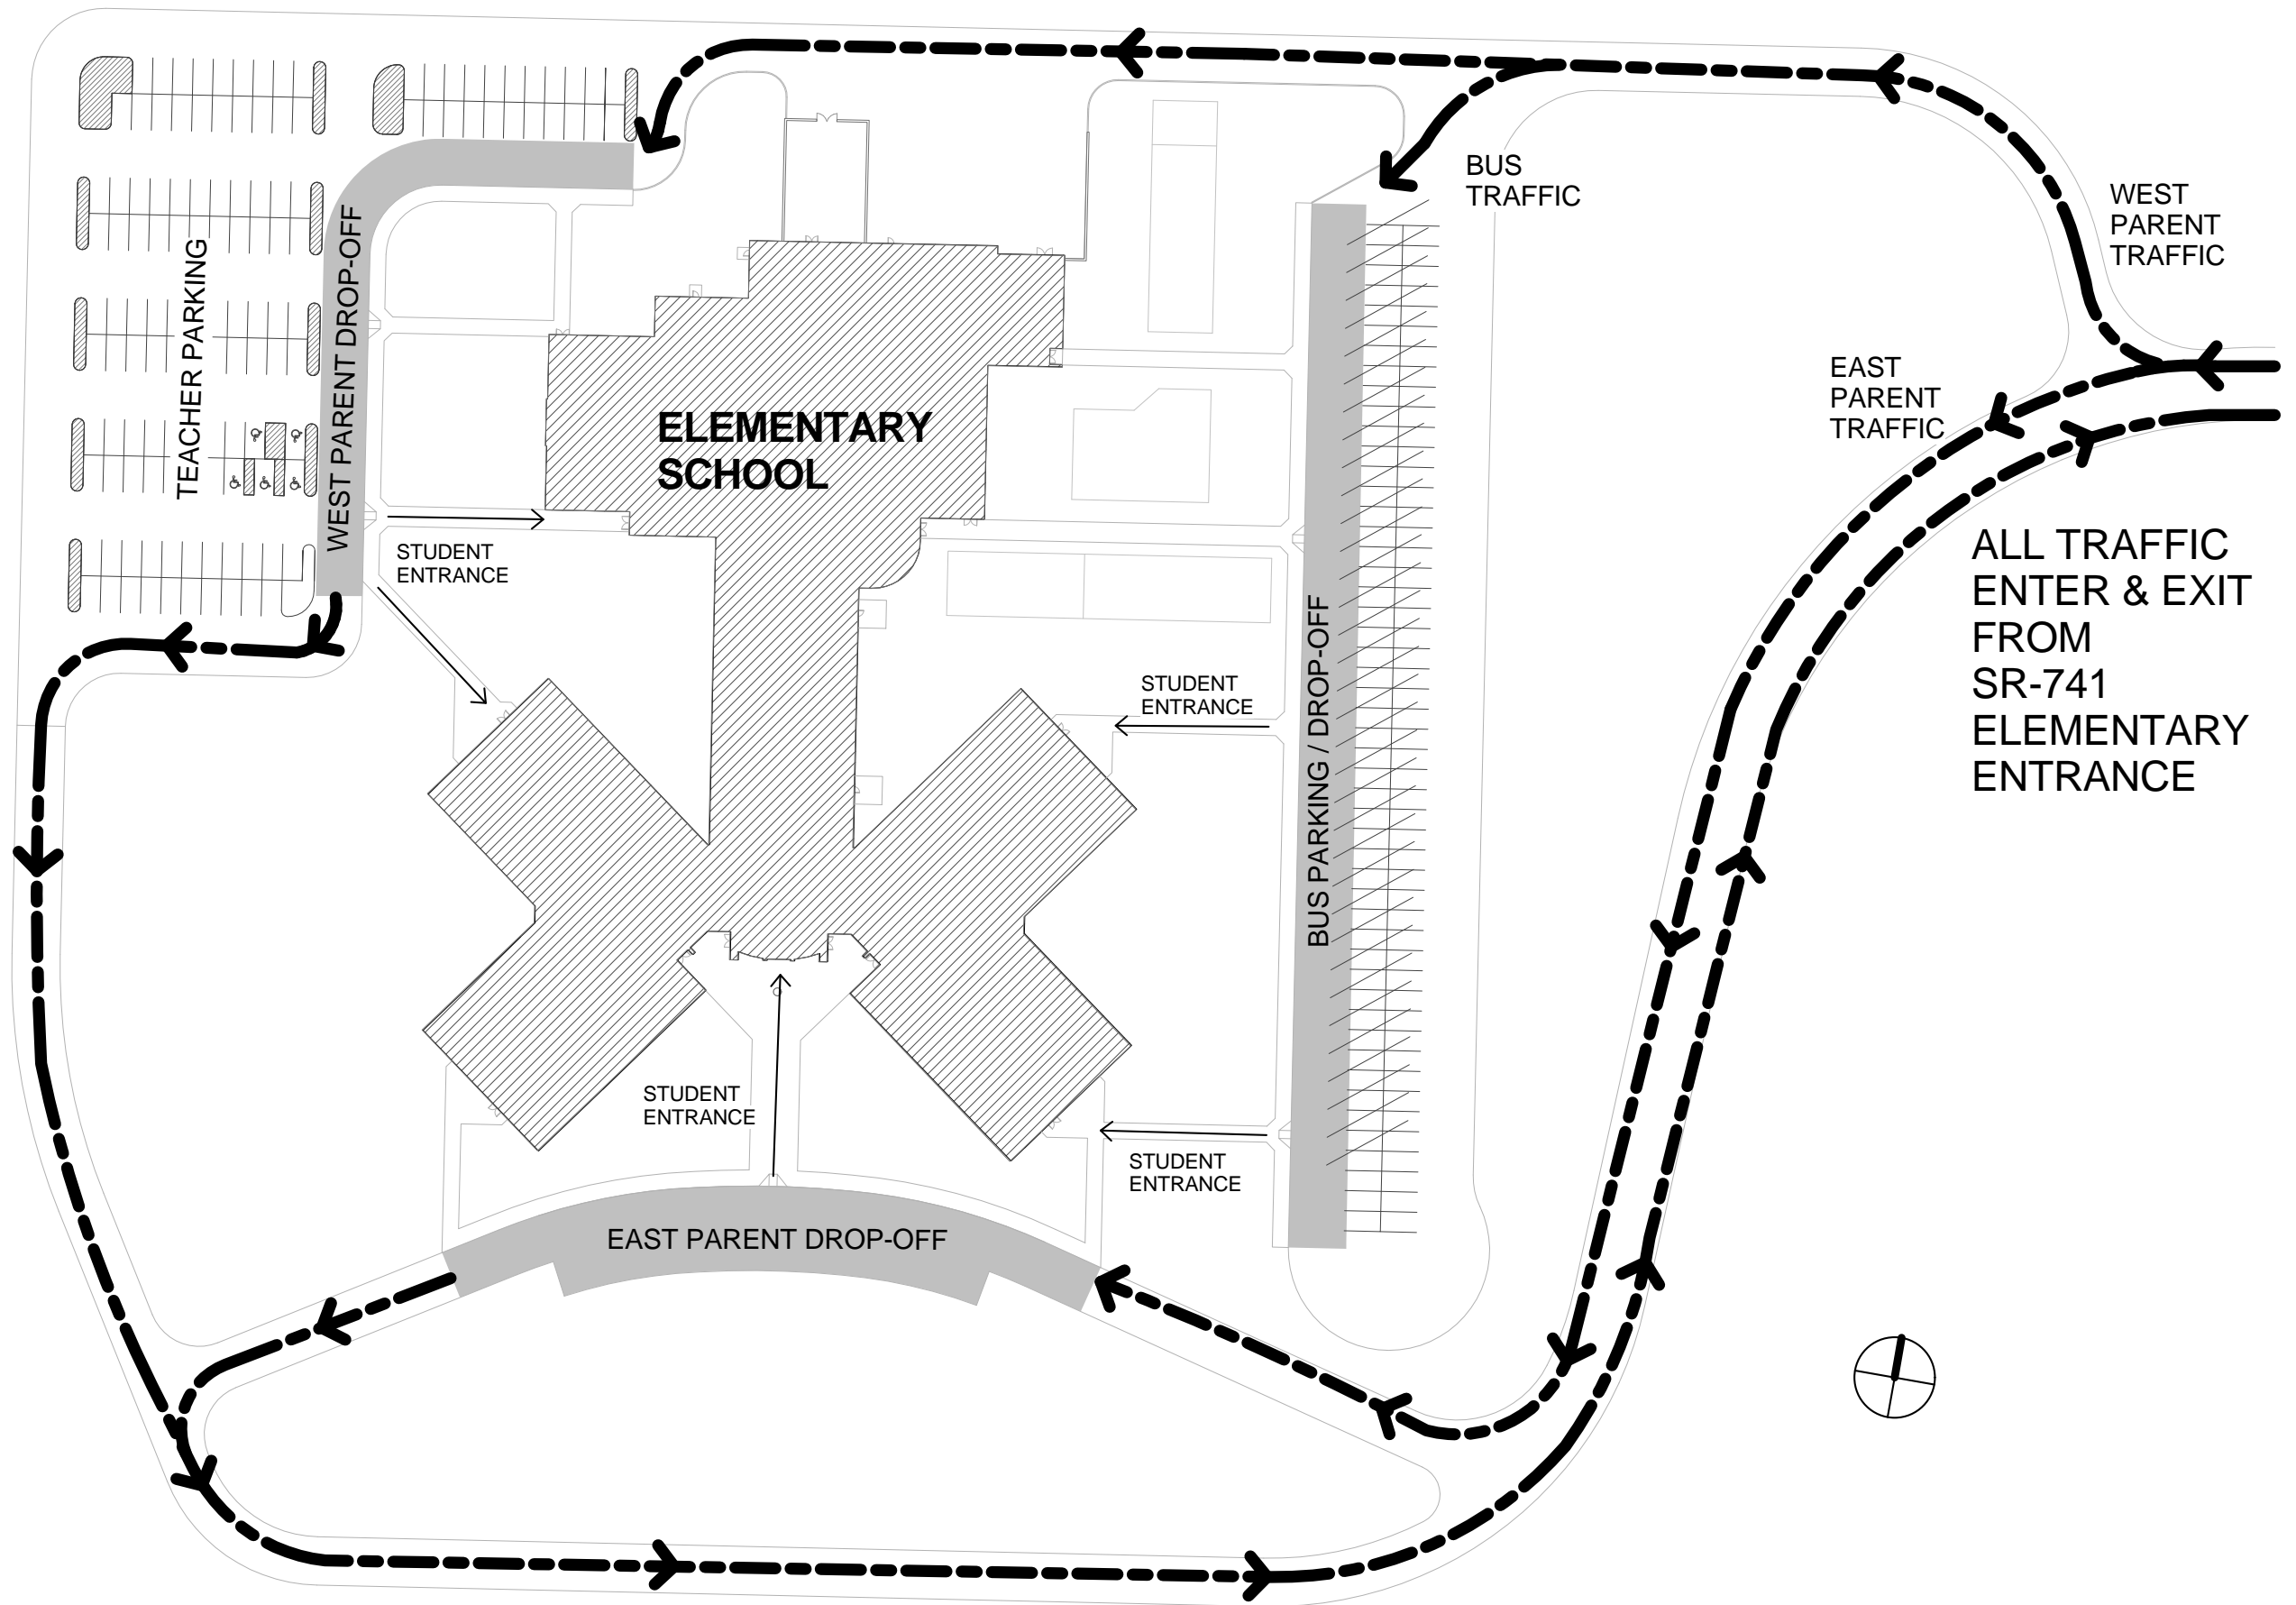 BUS
TRAFFIC
WEST
PARENT
TRAFFIC
EAST
PARENT
TRAFFIC
TEACHER PARKING
WEST PARENT DROP-OFF
ELEMENTARY
SCHOOL
STUDENT
ENTRANCE
ALL TRAFFIC
ENTER & EXIT
FROM
SR-741
ELEMENTARY
ENTRANCE
BUS PARKING / DROP-OFF
STUDENT
ENTRANCE
STUDENT
ENTRANCE
STUDENT
ENTRANCE
EAST PARENT DROP-OFF